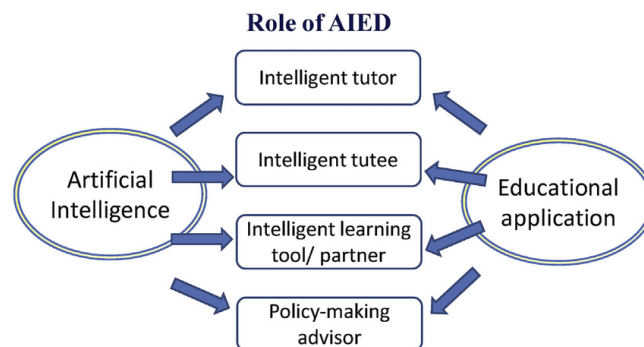 Role of AIED
Intelligent tutor
Intelligent tutee
Artificial
Intelligence
Educational
application
Intelligent learning
tool/ partner
Policy-making
advisor